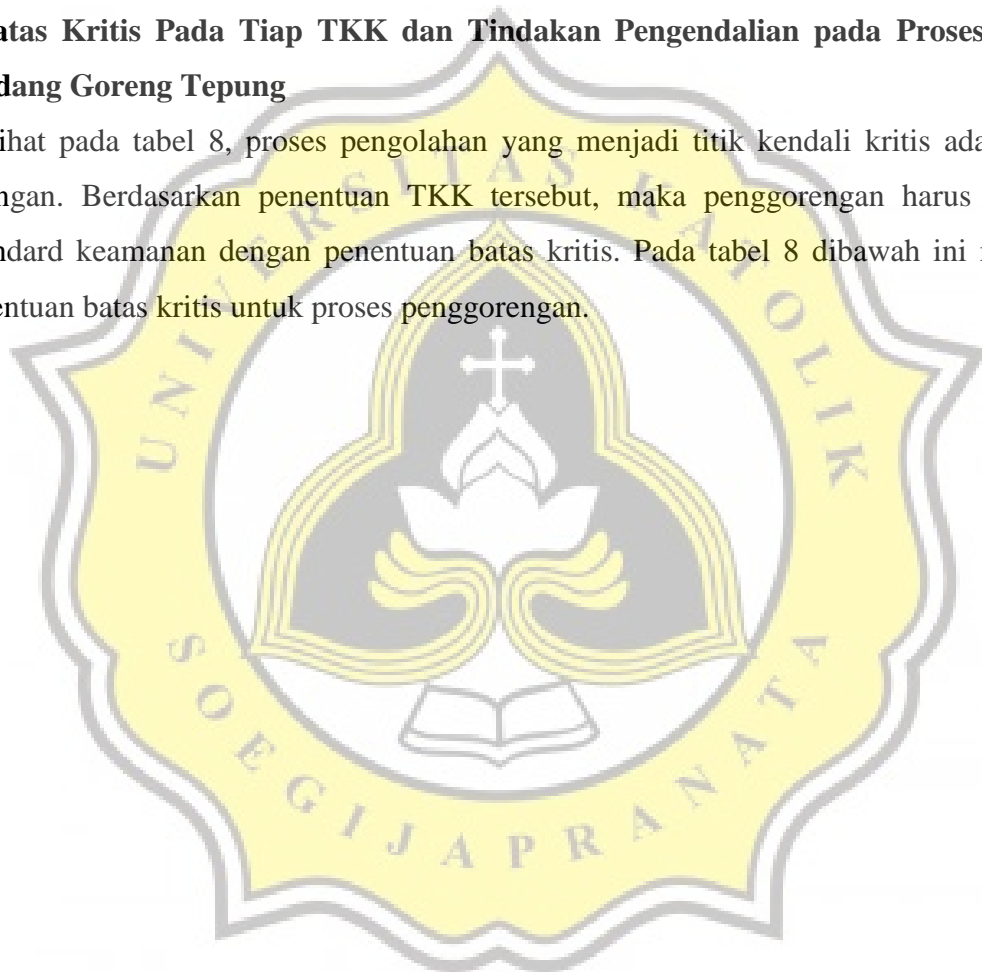 atas Kritis Pada Tiap TKK dan Tindakan Pengendalian pada Proses
dang Goreng Tepung
ihat pada tabel 8, proses pengolahan yang menjadi titik kendali kritis ada
ngan. Berdasarkan penentuan TKK tersebut, maka penggorengan harus
ndard keamanan dengan penentuan batas kritis. Pada tabel 8 dibawah ini
entuan batas kritis untuk proses penggorengan.
UNIVERSITAS KATOLIK
SOEGIJAPRANATA